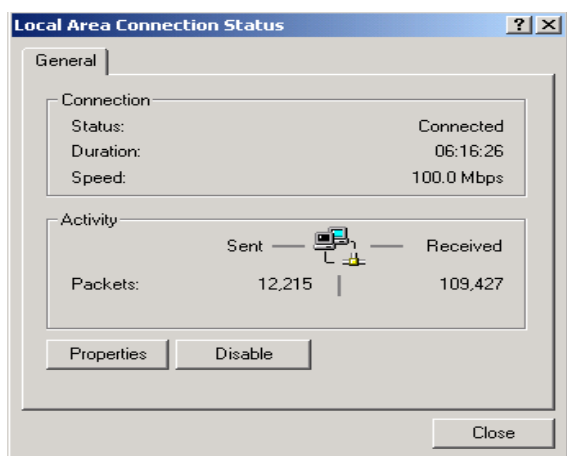 Local Area Connection Status
General
Connection
Status: Connected
Duration: 06:16:26
Speed: 100.0 Mbps
Activity
Sent Received
Packets: 12,215 109,427
Properties Disable
Close